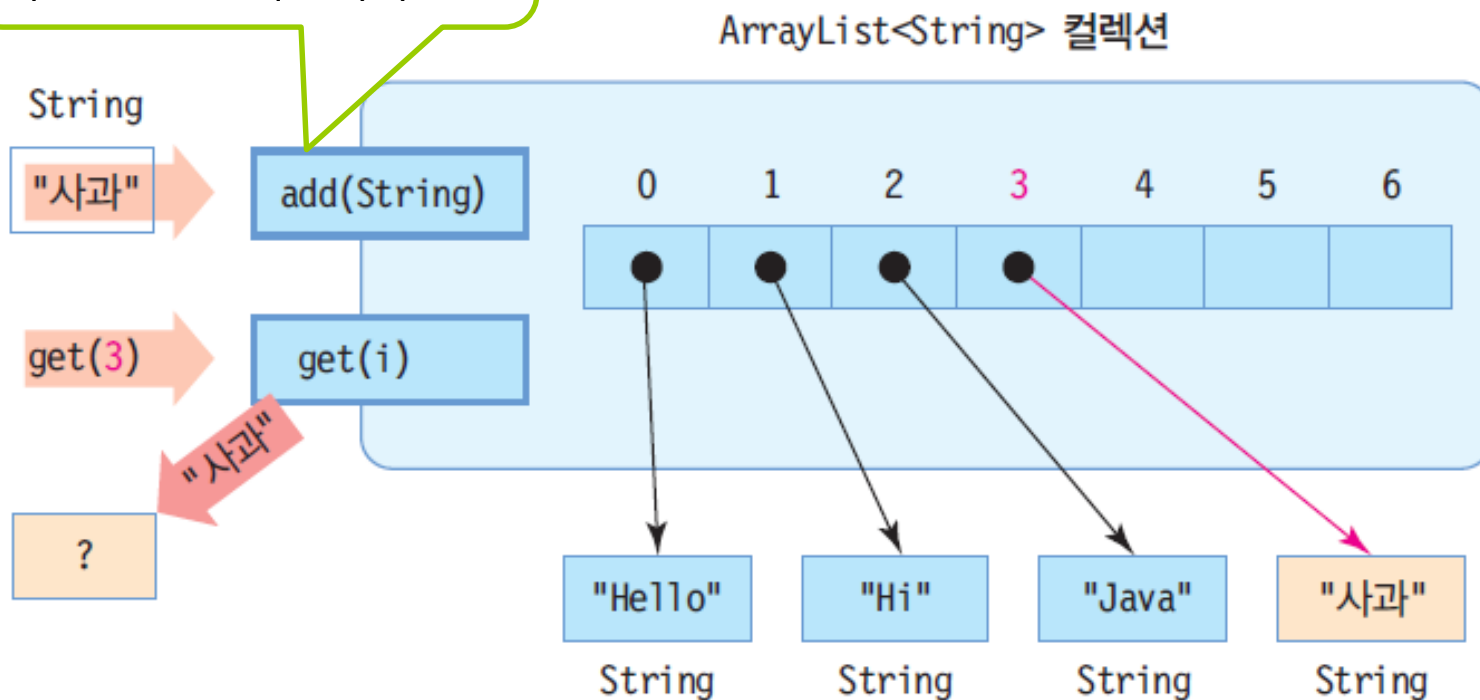 ArrayList<String> 컬렉션
String
"사과"
add(String)
0 1 2 3 4 5 6
get(3)
get(i)
"사과"
?
"Hello" "Hi" "Java" "사과"
String String String String